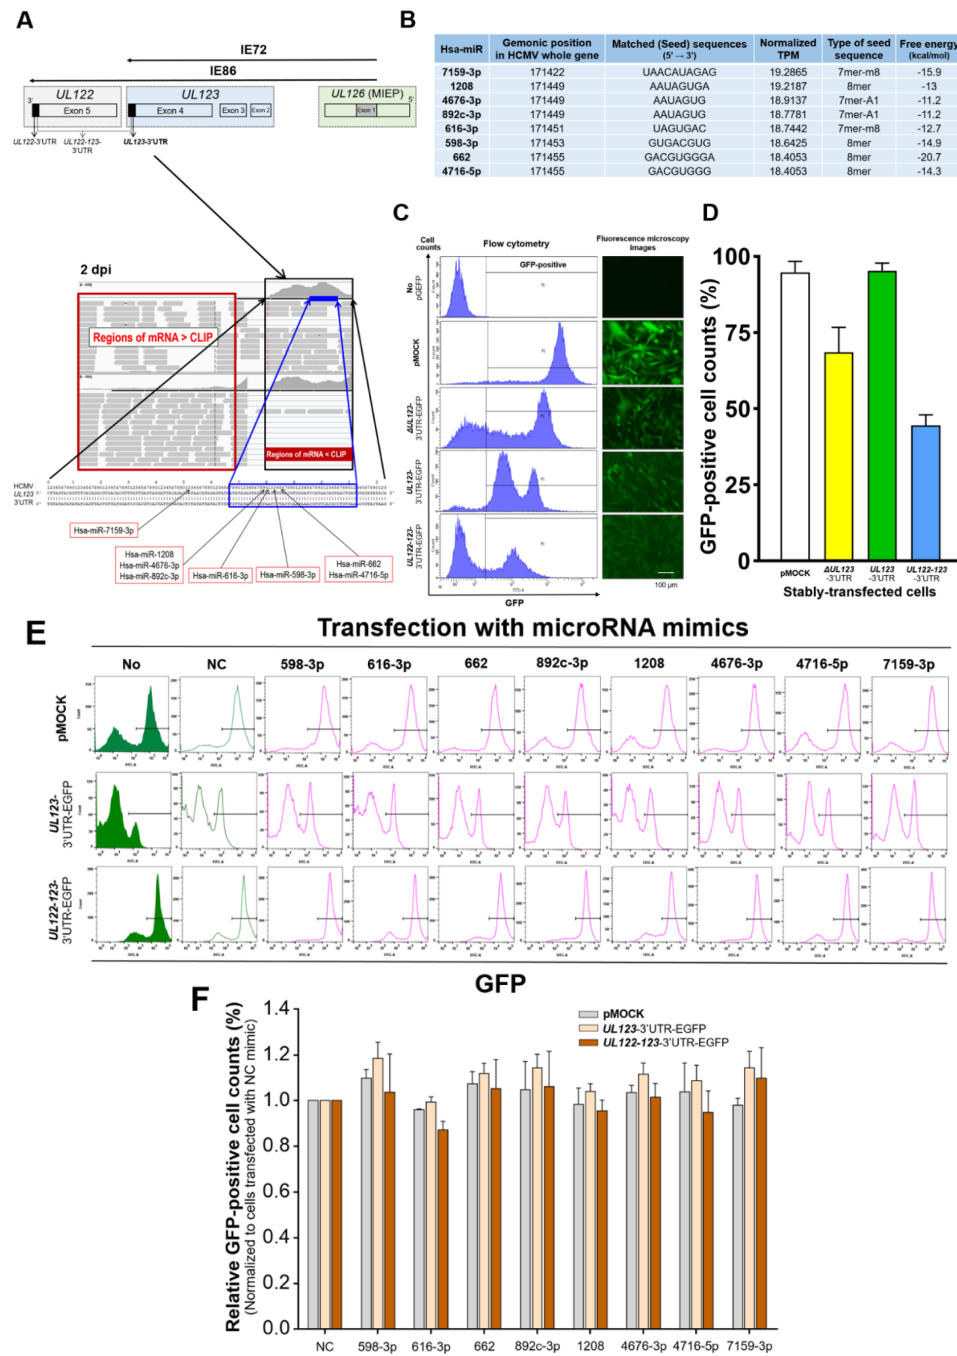 A
IE72
IE86
UL122
UL123
UL126 (MIEP)
3'
Exon 5
Exon 4
Exon 3
Exon 2
Exon 1
5'
UL122-3'UTR
UL122-123-
3'UTR
UL123-3'UTR
2 dpi
Regions of mRNA > CLIP
Regions of mRNA < CLIP
HCMV
UL123
3'UTR
Hsa-miR-7159-3p
Hsa-miR-1208
Hsa-miR-4676-3p
Hsa-miR-892c-3p
Hsa-miR-616-3p
Hsa-miR-598-3p
Hsa-miR-662
Hsa-miR-4716-5p
B
Hsa-miR Gemonic position in HCMV whole gene Matched (Seed) sequences (5' → 3') Normalized TPM Type of seed sequence Free energy (kcal/mol)
7159-3p 171422 UAACAUAGAG 19.2865 7mer-m8 -15.9
1208 171449 AAUAGUGA 19.2187 8mer -13
4676-3p 171449 AAUAGUG 18.9137 7mer-A1 -11.2
892c-3p 171449 AAUAGUG 18.7781 7mer-A1 -11.2
616-3p 171451 UAGUGAC 18.7442 7mer-m8 -12.7
598-3p 171453 GUGACGUG 18.6425 8mer -14.9
662 171455 GACGUGGGA 18.4053 8mer -20.7
4716-5p 171455 GACGUGGG 18.4053 8mer -14.3
C
Cell
counts
Flow cytometry
Fluorescence microscopy
images
GFP-positive
No
pGEFP
pMOCK
ΔUL123-
3'UTR-EGFP
UL123-
3'UTR-EGFP
UL122-123-
3'UTR-EGFP
GFP
100 μm
D
GFP-positive cell counts (%)
100
75
50
25
0
pMOCK
ΔUL123
-3'UTR
UL123
-3'UTR
UL122-123
-3'UTR
Stably-transfected cells
E
Transfection with microRNA mimics
No NC 598-3p 616-3p 662 892c-3p 1208 4676-3p 4716-5p 7159-3p
pMOCK
UL123-
3'UTR-EGFP
UL122-123-
3'UTR-EGFP
GFP
F
Relative GFP-positive cell counts (%)
(Normalized to cells transfected with NC mimic)
1.4
1.2
1.0
0.8
0.6
0.4
0.2
0.0
pMOCK
UL123-3'UTR-EGFP
UL122-123-3'UTR-EGFP
NC 598-3p 616-3p 662 892c-3p 1208 4676-3p 4716-5p 7159-3p